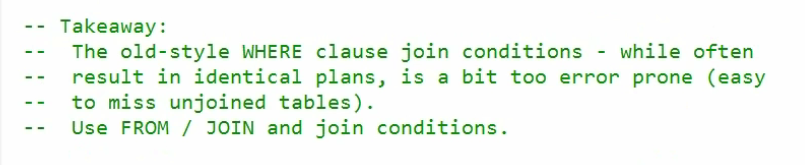 -- Takeaway:
--  The old-style WHERE clause join conditions - while often
--  result in identical plans, is a bit too error prone (easy
--  to miss unjoined tables).
--  Use FROM / JOIN and join conditions.